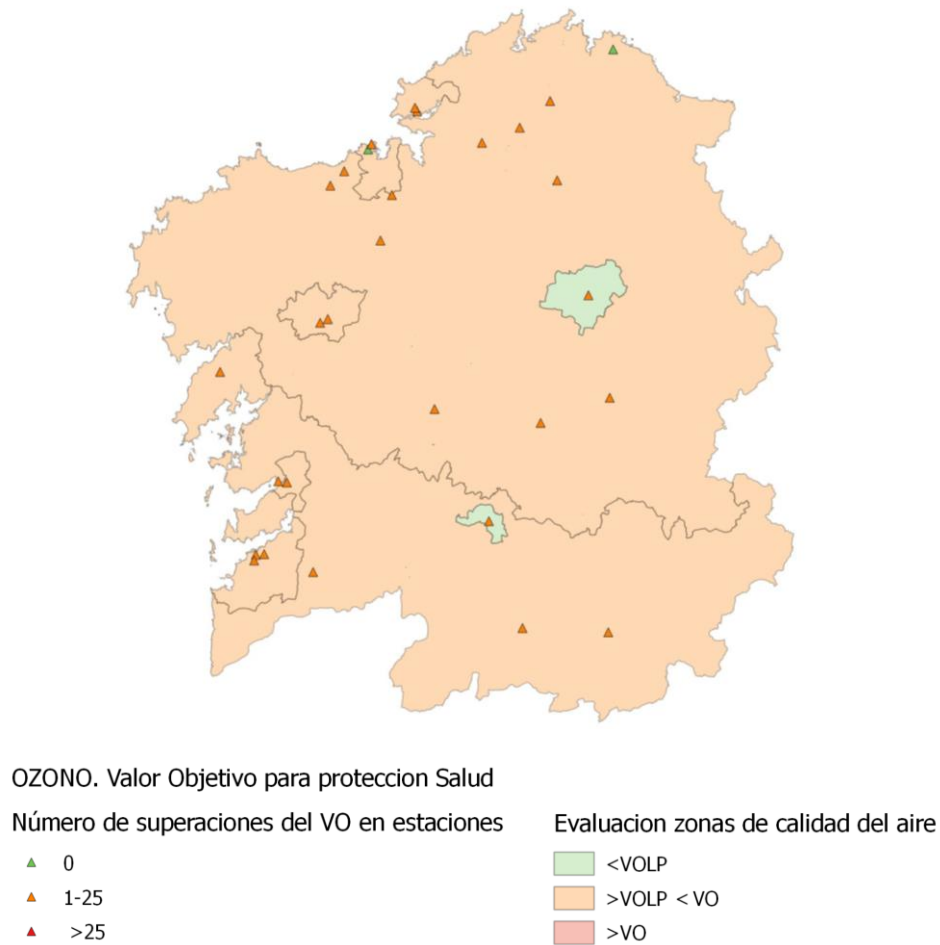 OZONO. Valor Objetivo para proteccion Salud
Número de superaciones del VO en estaciones
0
1-25
>25
Evaluacion zonas de calidad del aire
<VOLP
>VOLP < VO
>VO